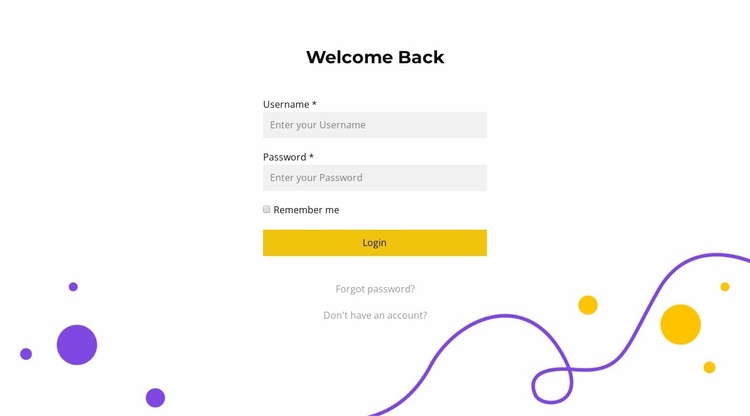 Welcome Back
Username *
Enter your Username
Password *
Enter your Password
Remember me
Login
Forgot password?
Don't have an account?